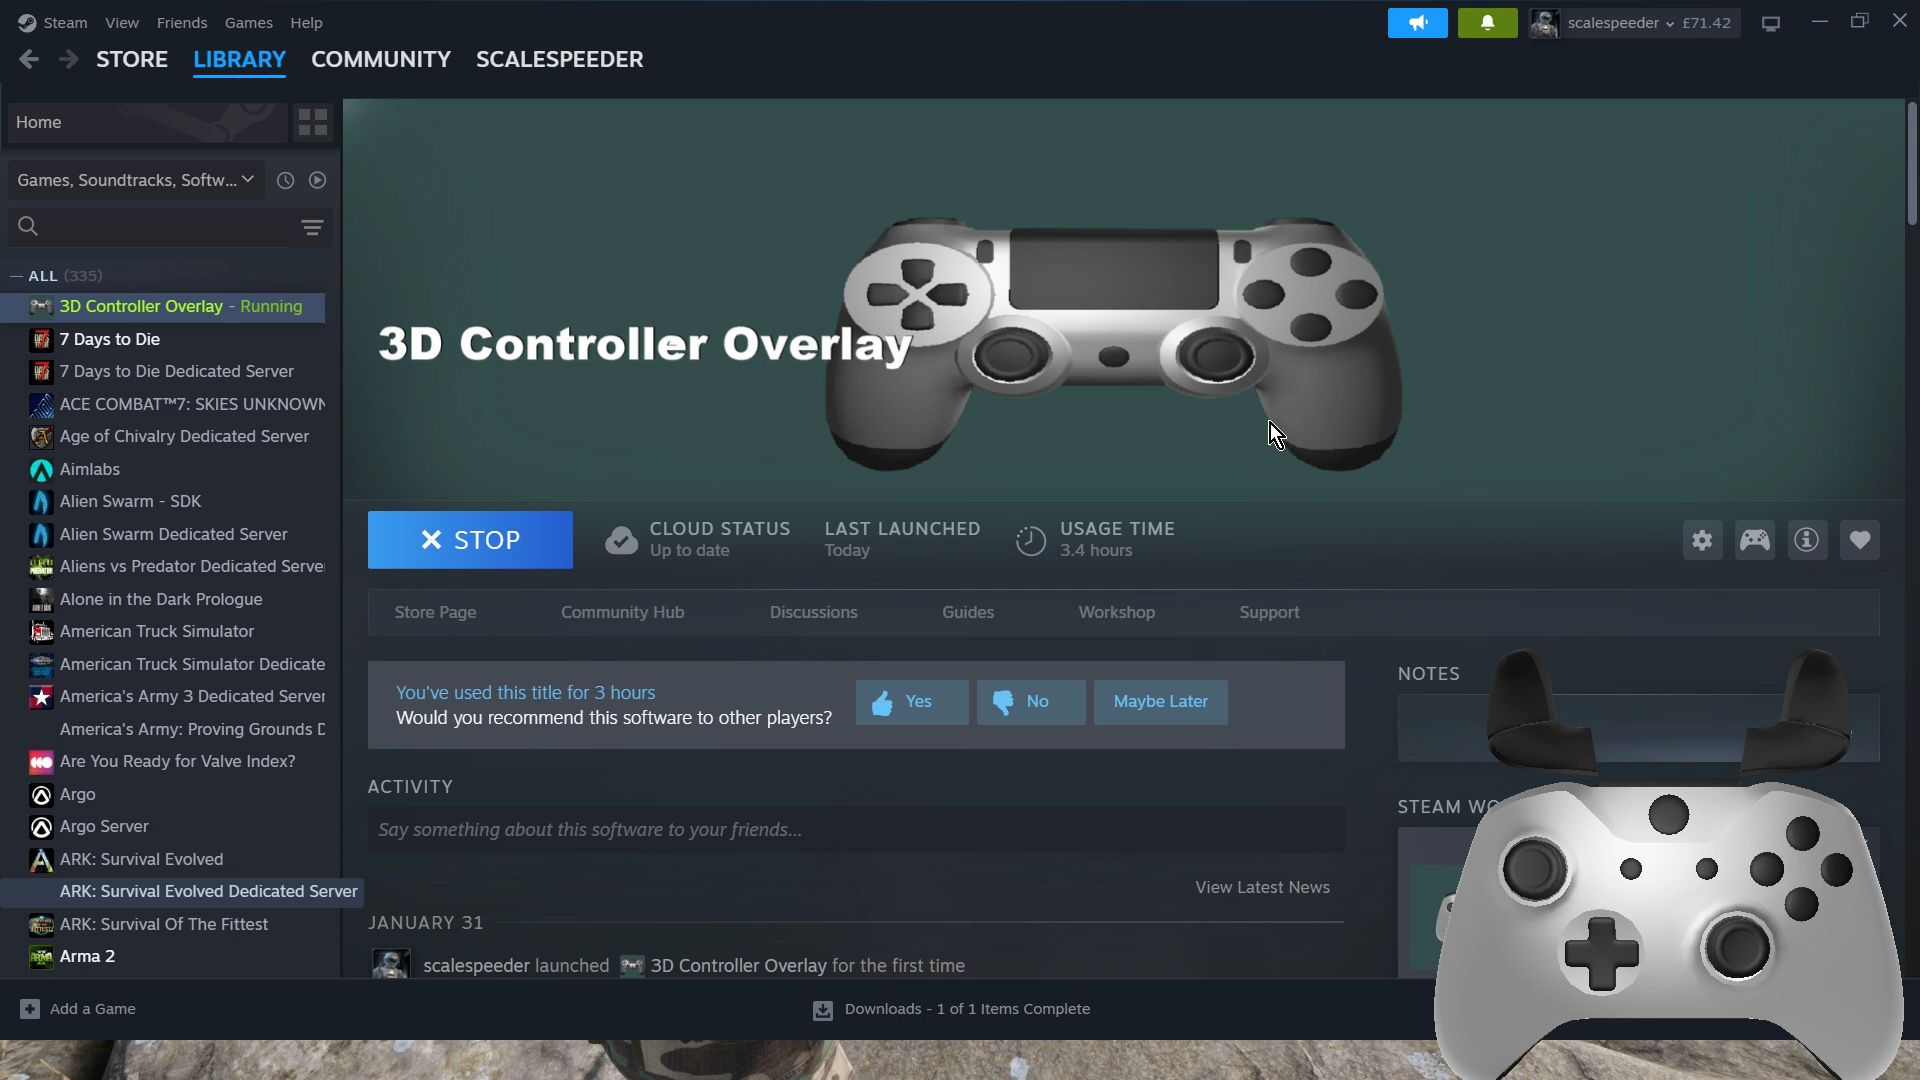 Steam View Friends Games Help
scalespeeder £71.42
STORE LIBRARY COMMUNITY SCALESPEEDER
Home
Games, Soundtracks, Softw...
— ALL (335)
3D Controller Overlay - Running
7 Days to Die
7 Days to Die Dedicated Server
ACE COMBAT™7: SKIES UNKNOWN
Age of Chivalry Dedicated Server
Aimlabs
Alien Swarm - SDK
Alien Swarm Dedicated Server
Aliens vs Predator Dedicated Serve
Alone in the Dark Prologue
American Truck Simulator
American Truck Simulator Dedicate
America's Army 3 Dedicated Server
America's Army: Proving Grounds D
Are You Ready for Valve Index?
Argo
Argo Server
ARK: Survival Evolved
ARK: Survival Evolved Dedicated Server
ARK: Survival Of The Fittest
Arma 2
3D Controller Overlay
STOP
CLOUD STATUS
Up to date
LAST LAUNCHED
Today
USAGE TIME
3.4 hours
Store Page Community Hub Discussions Guides Workshop Support
You've used this title for 3 hours
Would you recommend this software to other players?
Yes No Maybe Later
NOTES
ACTIVITY
Say something about this software to your friends...
STEAM WO
View Latest News
JANUARY 31
scalespeeder launched 3D Controller Overlay for the first time
Add a Game
Downloads - 1 of 1 Items Complete